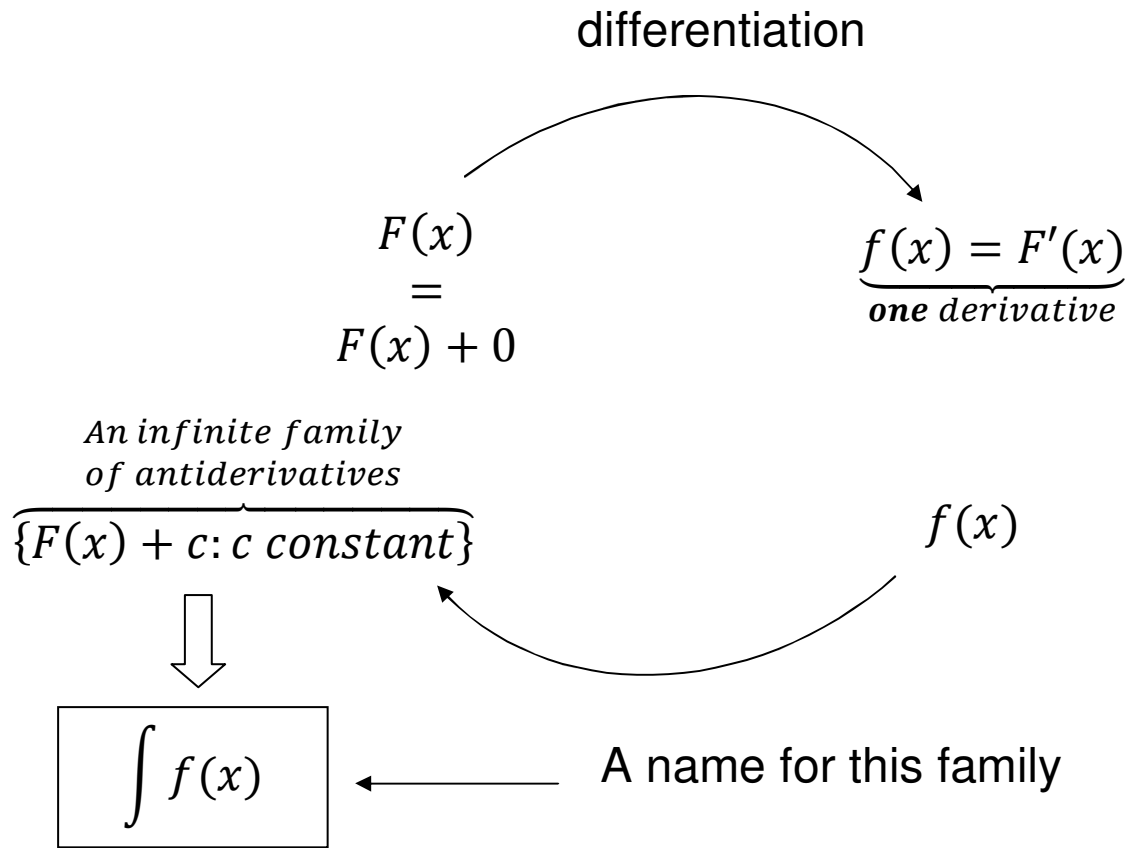 differentiation
F(x)
=
F(x) + 0
f(x) = F′(x)
one derivative
An infinite family
of antiderivatives
{F(x) + c: c constant}
f(x)
∫ f(x)
A name for this family